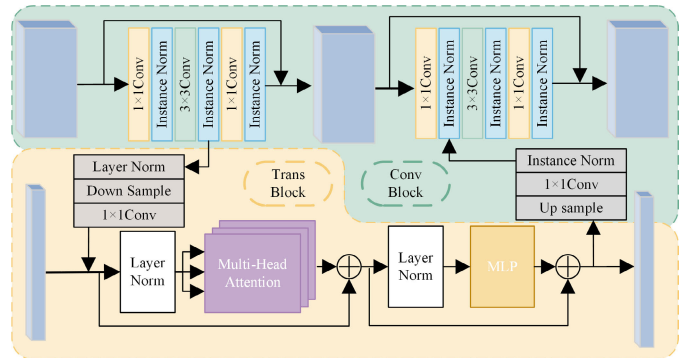 1×1Conv
Instance Norm
3×3Conv
Instance Norm
1×1Conv
Instance Norm
1×1Conv
Instance Norm
3×3Conv
Instance Norm
1×1Conv
Instance Norm
Layer Norm
Down Sample
1×1Conv
Trans
Block
Conv
Block
Instance Norm
1×1Conv
Up sample
Layer
Norm
Multi-Head
Attention
Layer
Norm
MLP